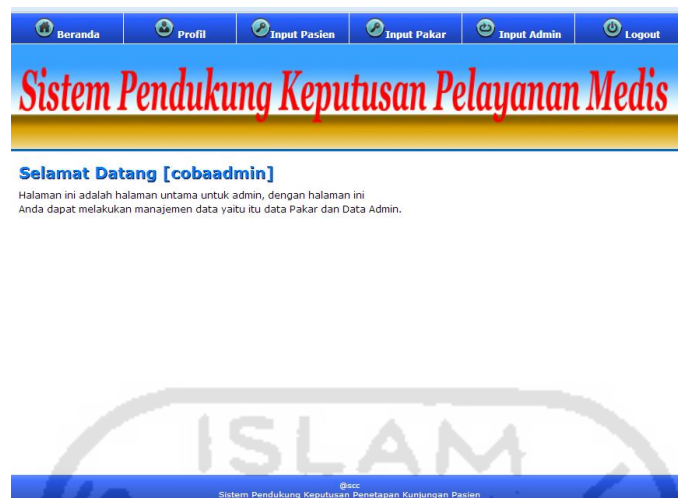 Beranda
Profil
Input Pasien
Input Pakar
Input Admin
Logout
Sistem Pendukung Keputusan Pelayanan Medis
Selamat Datang [cobaadmin]
Halaman ini adalah halaman untama untuk admin, dengan halaman ini
Anda dapat melakukan manajemen data yaitu itu data Pakar dan Data Admin.
ISLAM
@scc
Sistem Pendukung Keputusan Penetapan Kunjungan Pasien